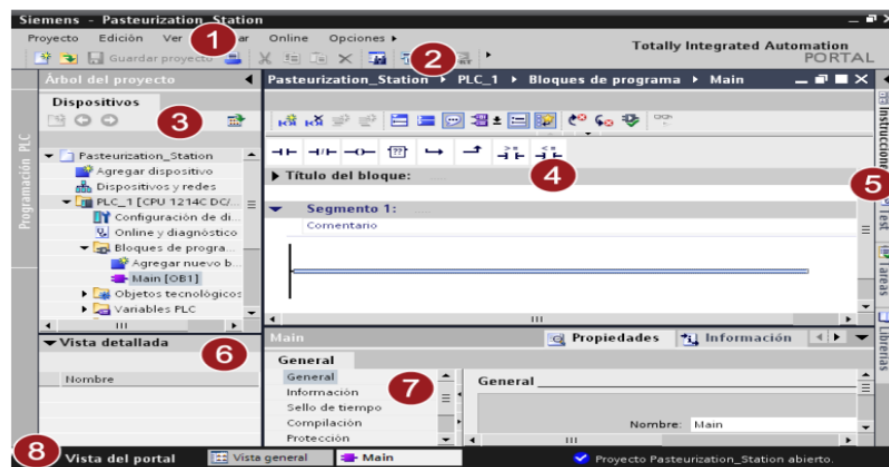 Siemens - Pasteurization_Station
Proyecto Edición Ver ar Online Opciones
1
Guardar proyecto
2
Totally Integrated Automation
PORTAL
Árbol del proyecto
Dispositivos
3
Programación PLC
Pasteurization_Station
Agregar dispositivo
Dispositivos y redes
PLC_1 [CPU 1214C DC/...
Configuración de di...
Online y diagnóstico
Bloques de progra...
Agregar nuevo b...
Main [OB1]
Objetos tecnológicos
Variables PLC
Pasteurization_Station PLC_1 Bloques de programa Main
??
4
Título del bloque:
Segmento 1:
Comentario
Instruccione
5
Test
Tareas
Librerías
Vista detallada
6
Nombre
Main
Propiedades Información
General
General
Información
Sello de tiempo
Compilación
Protección
7
General
Nombre: Main
8
Vista del portal Vista general Main Proyecto Pasteurization_Station abierto.